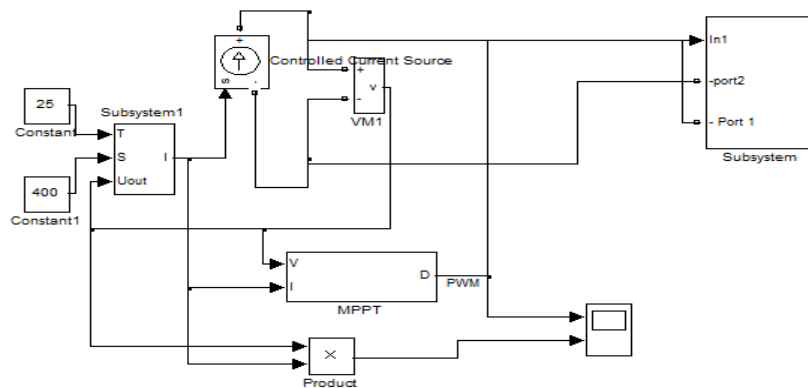 +
In1
Controlled Current Source
s
-
+
v
-
VM1
-port2
25
Constant
Subsystem1
T
S
I
Uout
- Port 1
Subsystem
400
Constant1
V
D
I
PWM
MPPT
×
Product